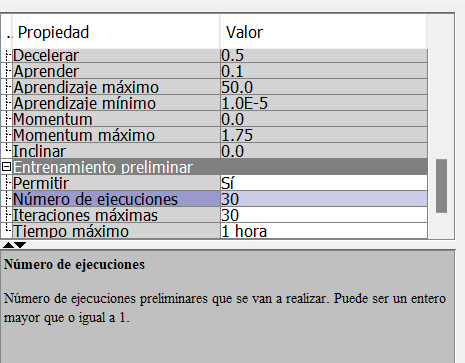 .. Propiedad Valor
Decelerar 0.5
Aprender 0.1
Aprendizaje máximo 50.0
Aprendizaje mínimo 1.0E-5
Momentum 0.0
Momentum máximo 1.75
Inclinar 0.0
Entrenamiento preliminar
Permitir Sí
Número de ejecuciones 30
Iteraciones máximas 30
Tiempo máximo 1 hora
Número de ejecuciones
Número de ejecuciones preliminares que se van a realizar. Puede ser un entero
mayor que o igual a 1.